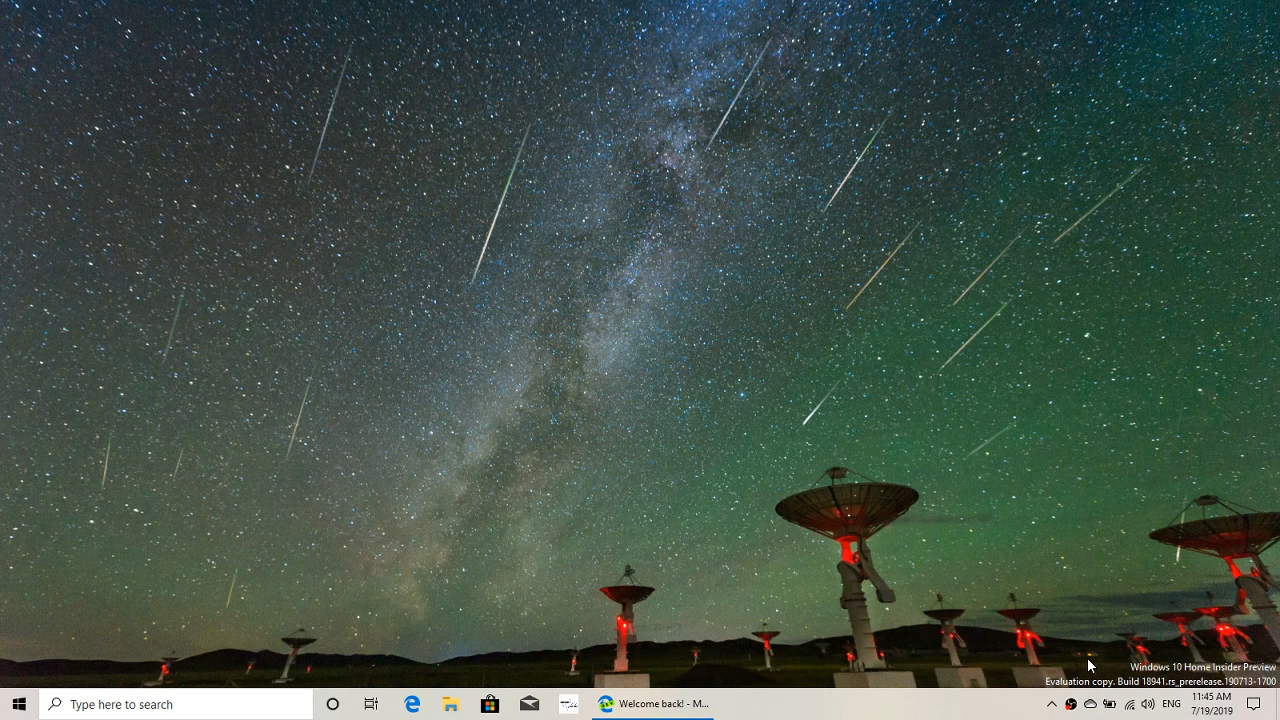 Windows 10 Home Insider Preview
Evaluation copy. Build 18941.rs_prerelease.190713-1700
Type here to search
Welcome back! - M...
ENG
11:45 AM
7/19/2019